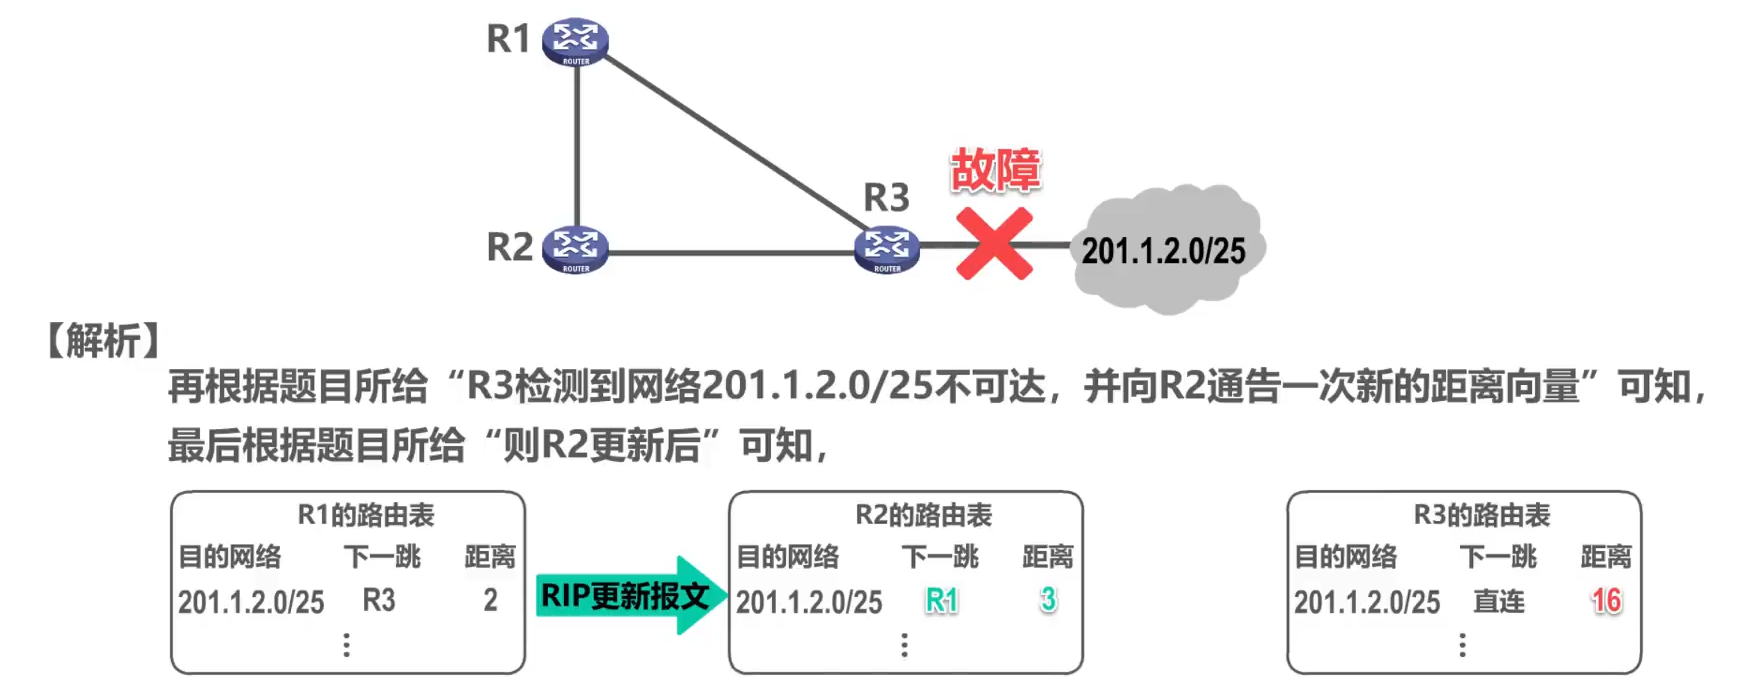 R1
ROUTER
故障
R3
R2
ROUTER
ROUTER
201.1.2.0/25
【解析】
再根据题目所给“R3检测到网络201.1.2.0/25不可达，并向R2通告一次新的距离向量”可知，
最后根据题目所给“则R2更新后”可知，
R1的路由表
目的网络 下一跳 距离
201.1.2.0/25 R3 2
⋮
RIP更新报文
R2的路由表
目的网络 下一跳 距离
201.1.2.0/25 R1 3
⋮
R3的路由表
目的网络 下一跳 距离
201.1.2.0/25 直连 16
⋮